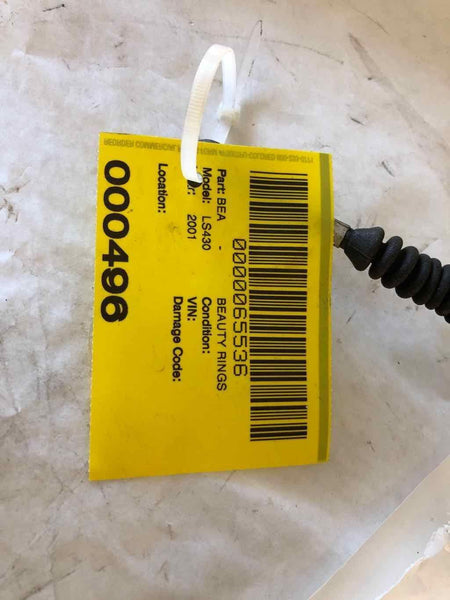 0000065536
Part: BEA - BEAUTY RINGS
Model: LS430 Condition:
2001 VIN:
Location: Damage Code:
000496